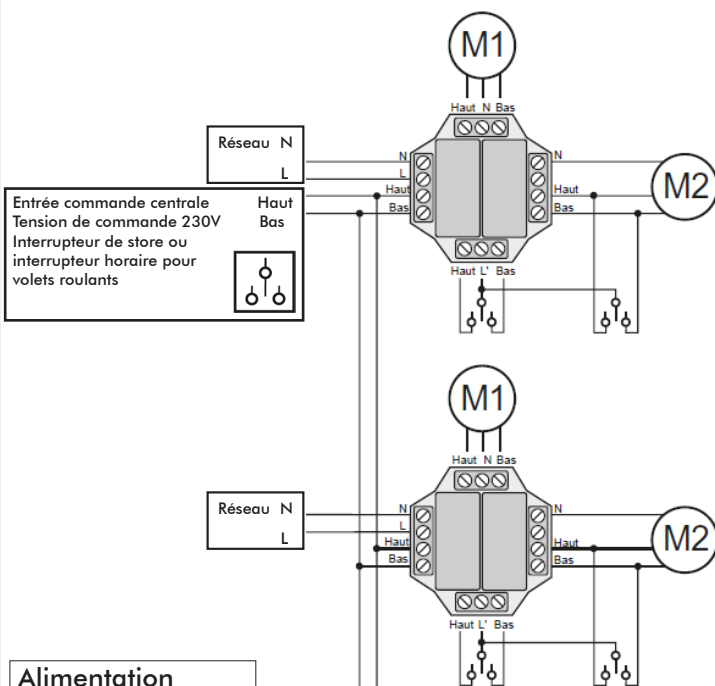 M1
Haut N Bas
Réseau N
L
N
L
Haut
Bas
N
Haut
Bas
M2
Entrée commande centrale Haut
Tension de commande 230V Bas
Interrupteur de store ou
interrupteur horaire pour
volets roulants
Haut L' Bas
M1
Haut N Bas
Réseau N
L
N
L
Haut
Bas
N
Haut
Bas
M2
Haut L' Bas
Alimentation